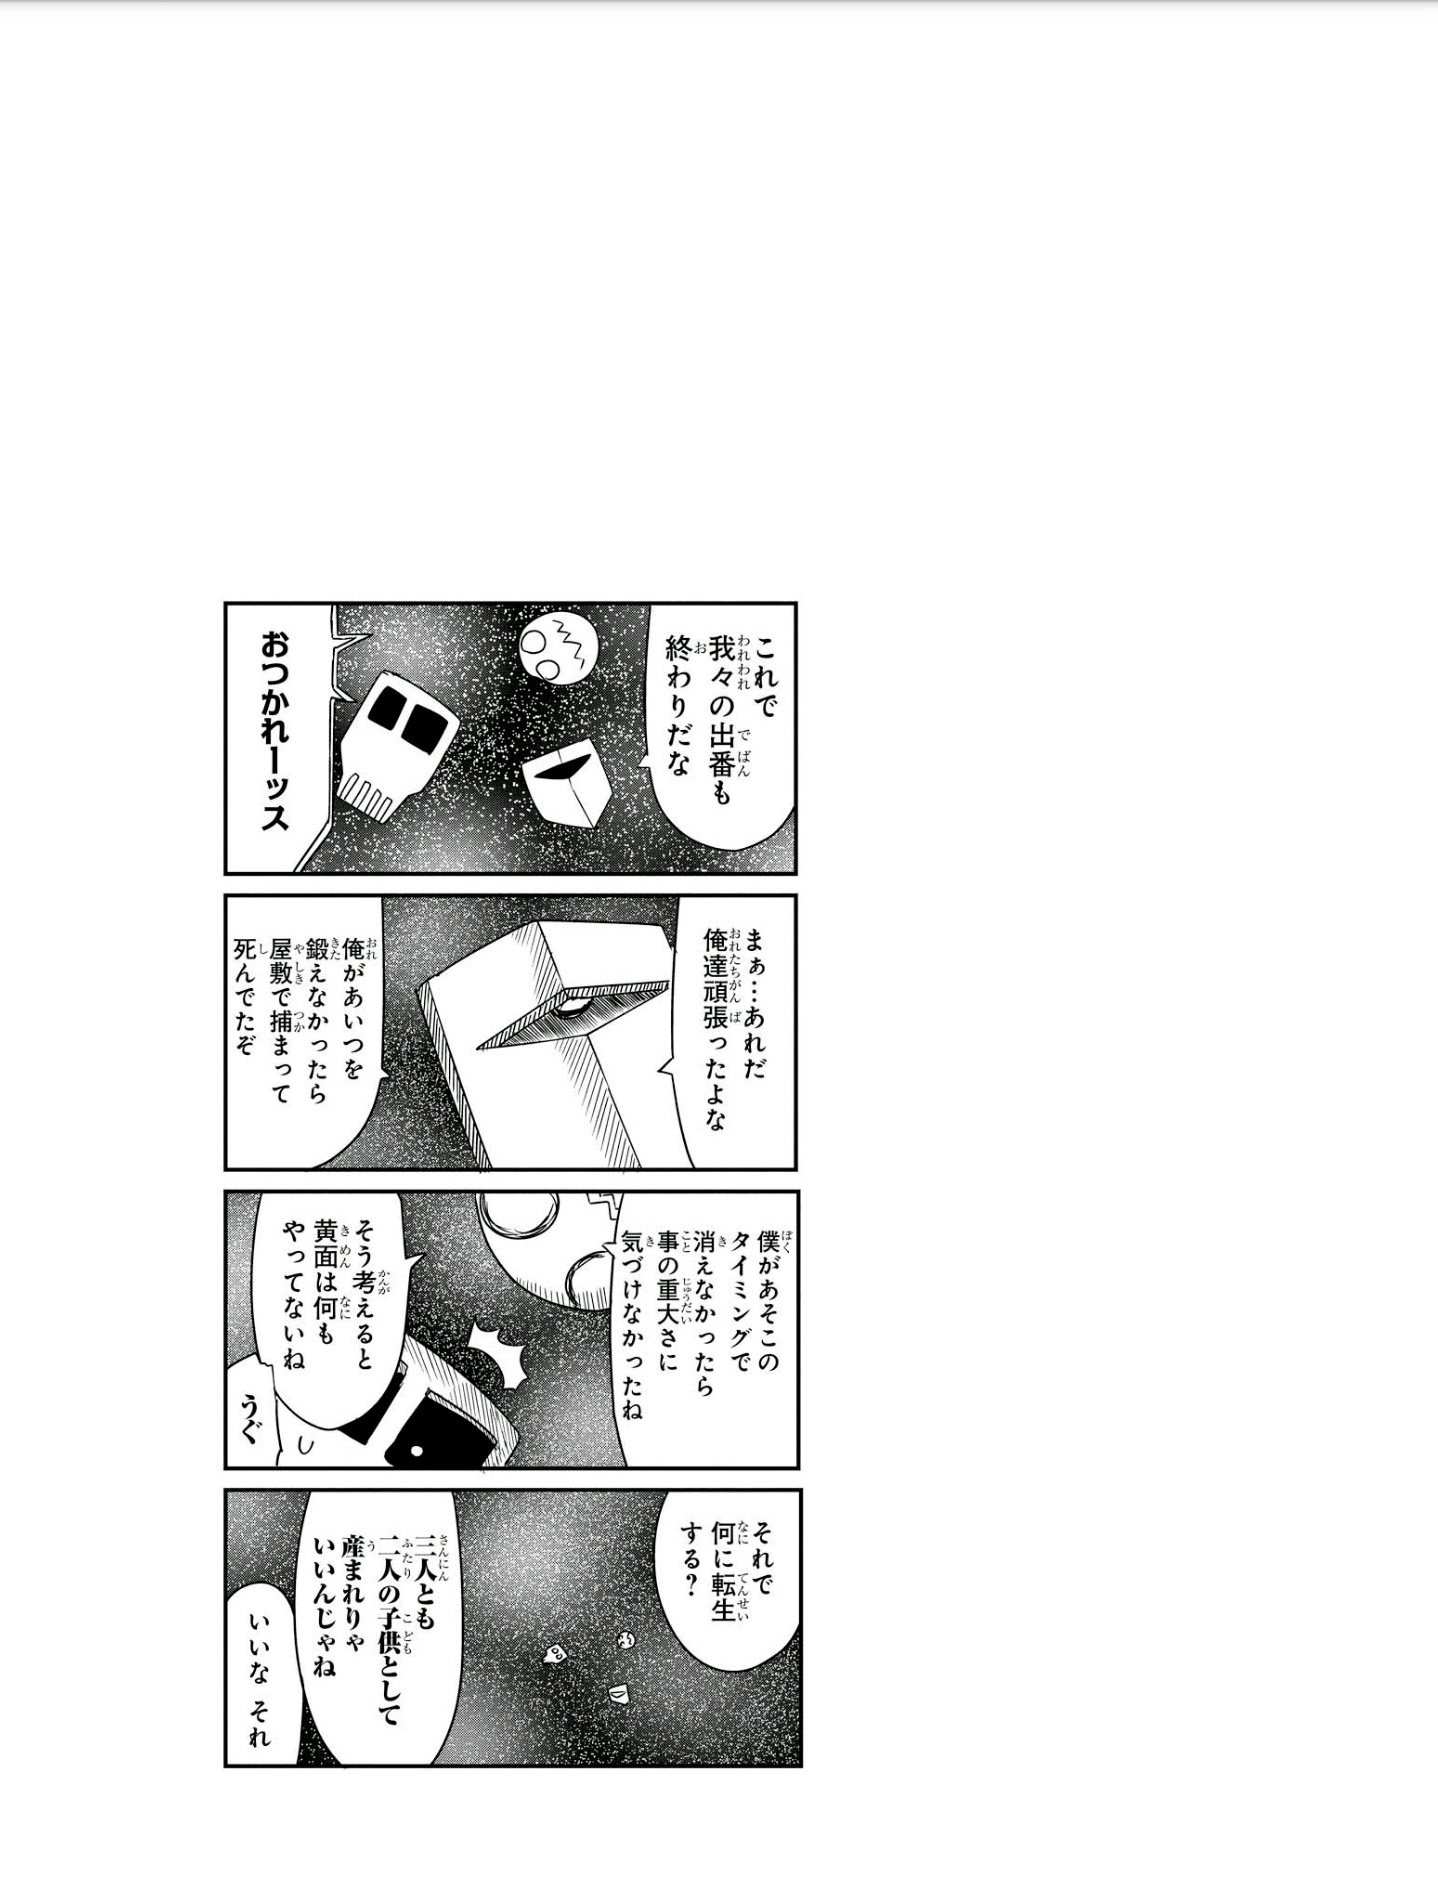 これで
我々の出番も
終わりだな
おつかれーッス
まぁ…あれだ
俺達頑張ったよな
俺があいつを
鍛えなかったら
屋敷で捕まって
死んでたぞ
僕があそこの
タイミングで
消えなかったら
事の重大さに
気づけなかったね
そう考えると
黄面は何も
やってないね
うぐ
それで
何に転生
する？
三人とも
二人の子供として
産まれりゃ
いいんじゃね
いいな それ